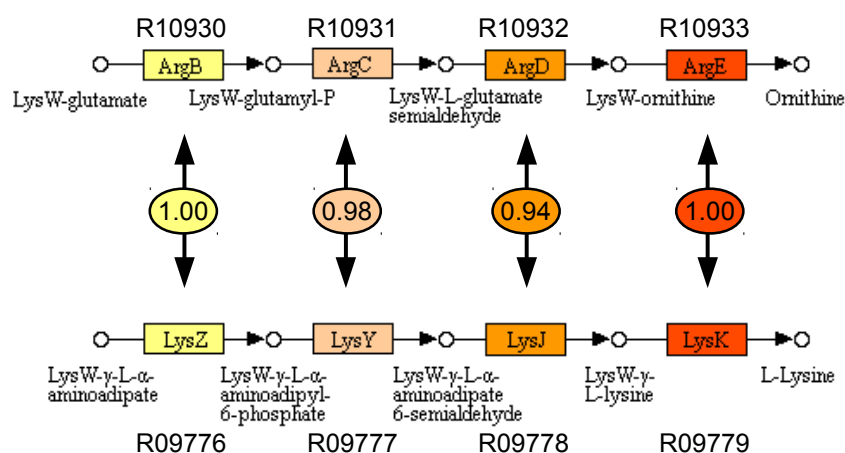 R10930 R10931 R10932 R10933
ArgB ArgC ArgD ArgE
LysW-glutamate LysW-glutamyl-P LysW-L-glutamate LysW-ornithine Ornithine
semialdehyde
1.00 0.98 0.94 1.00
LysZ LysY LysJ LysK
LysW-γ-L-α- LysW-γ-L-α- LysW-γ-L-α- LysW-γ- L-Lysine
aminoadipate aminoadipyl- aminoadipate L-lysine
6-phosphate 6-semialdehyde
R09776 R09777 R09778 R09779